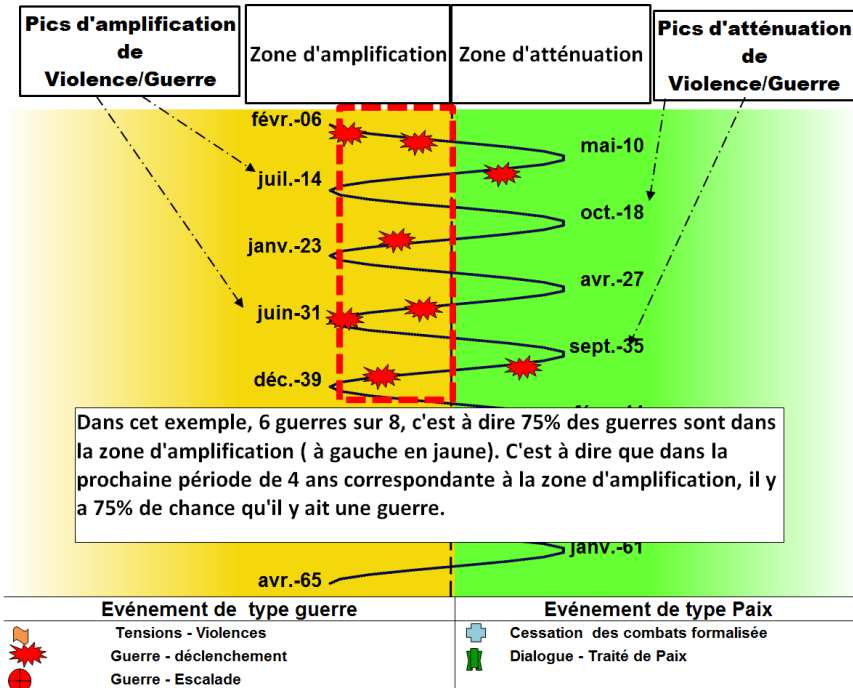 Pics d'amplification
de
Violence/Guerre
Zone d'amplification
Zone d'atténuation
Pics d'atténuation
de
Violence/Guerre
févr.-06
mai-10
juil.-14
oct.-18
janv.-23
avr.-27
juin-31
sept.-35
déc.-39
Dans cet exemple, 6 guerres sur 8, c'est à dire 75% des guerres sont dans
la zone d'amplification ( à gauche en jaune). C'est à dire que dans la
prochaine période de 4 ans correspondante à la zone d'amplification, il y
a 75% de chance qu'il y ait une guerre.
janv.-61
avr.-65
Evénement de type guerre
Evénement de type Paix
Tensions - Violences
Cessation des combats formalisée
Guerre - déclenchement
Dialogue - Traité de Paix
Guerre - Escalade